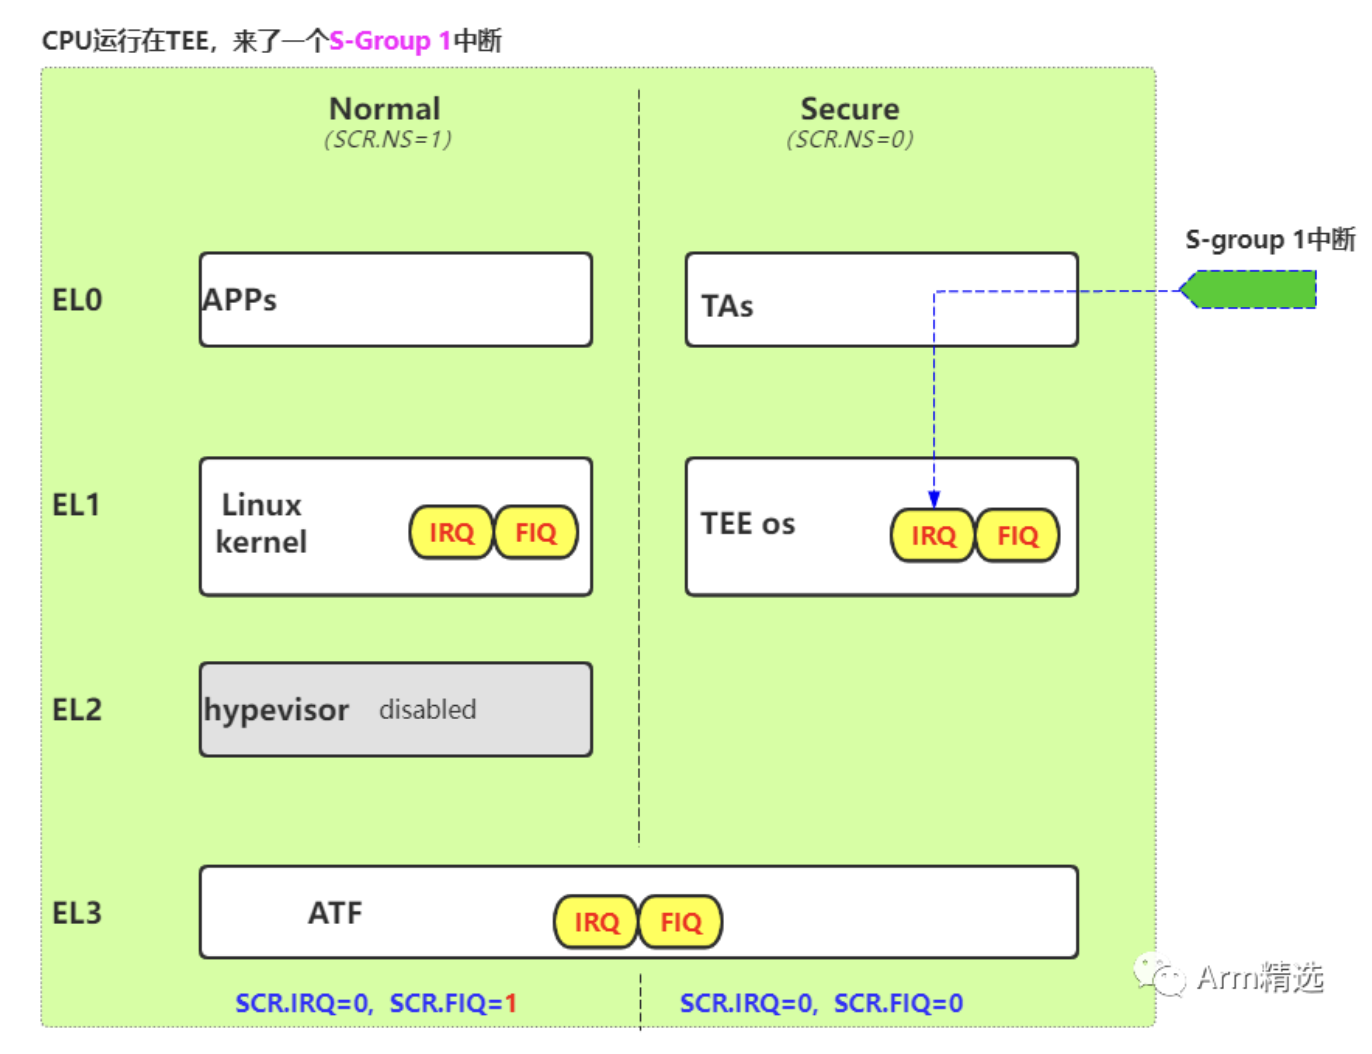 CPU运行在TEE，来了一个S-Group 1中断
Normal
(SCR.NS=1)
Secure
(SCR.NS=0)
S-group 1中断
EL0
APPs
TAs
EL1
Linux
kernel
IRQ
FIQ
TEE os
IRQ
FIQ
EL2
hypevisor
disabled
EL3
ATF
IRQ
FIQ
SCR.IRQ=0, SCR.FIQ=1
SCR.IRQ=0, SCR.FIQ=0
Arm精选